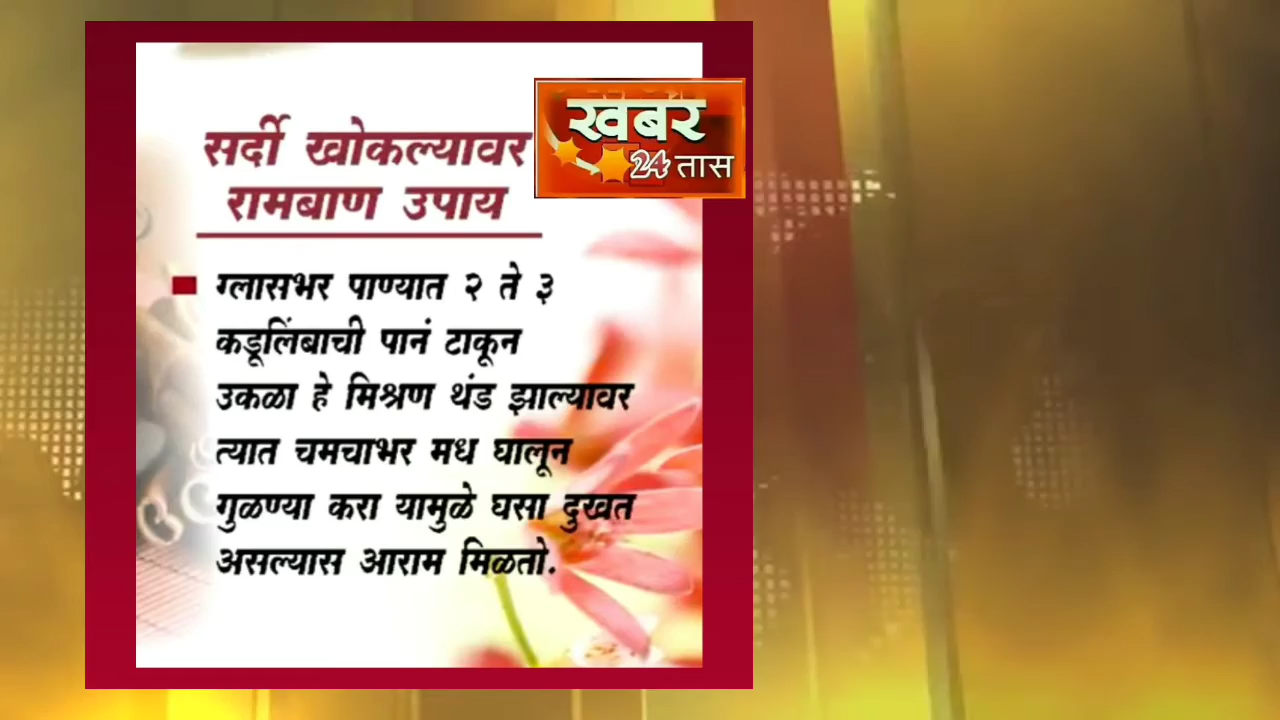 खबर
24 तास
सर्दी खोकल्यावर
रामबाण उपाय
ग्लासभर पाण्यात २ ते ३
कडूलिंबाची पानं टाकून
उकळा हे मिश्रण थंड झाल्यावर
त्यात चमचाभर मध घालून
गुळण्या करा यामुळे घसा दुखत
असल्यास आराम मिळतो.